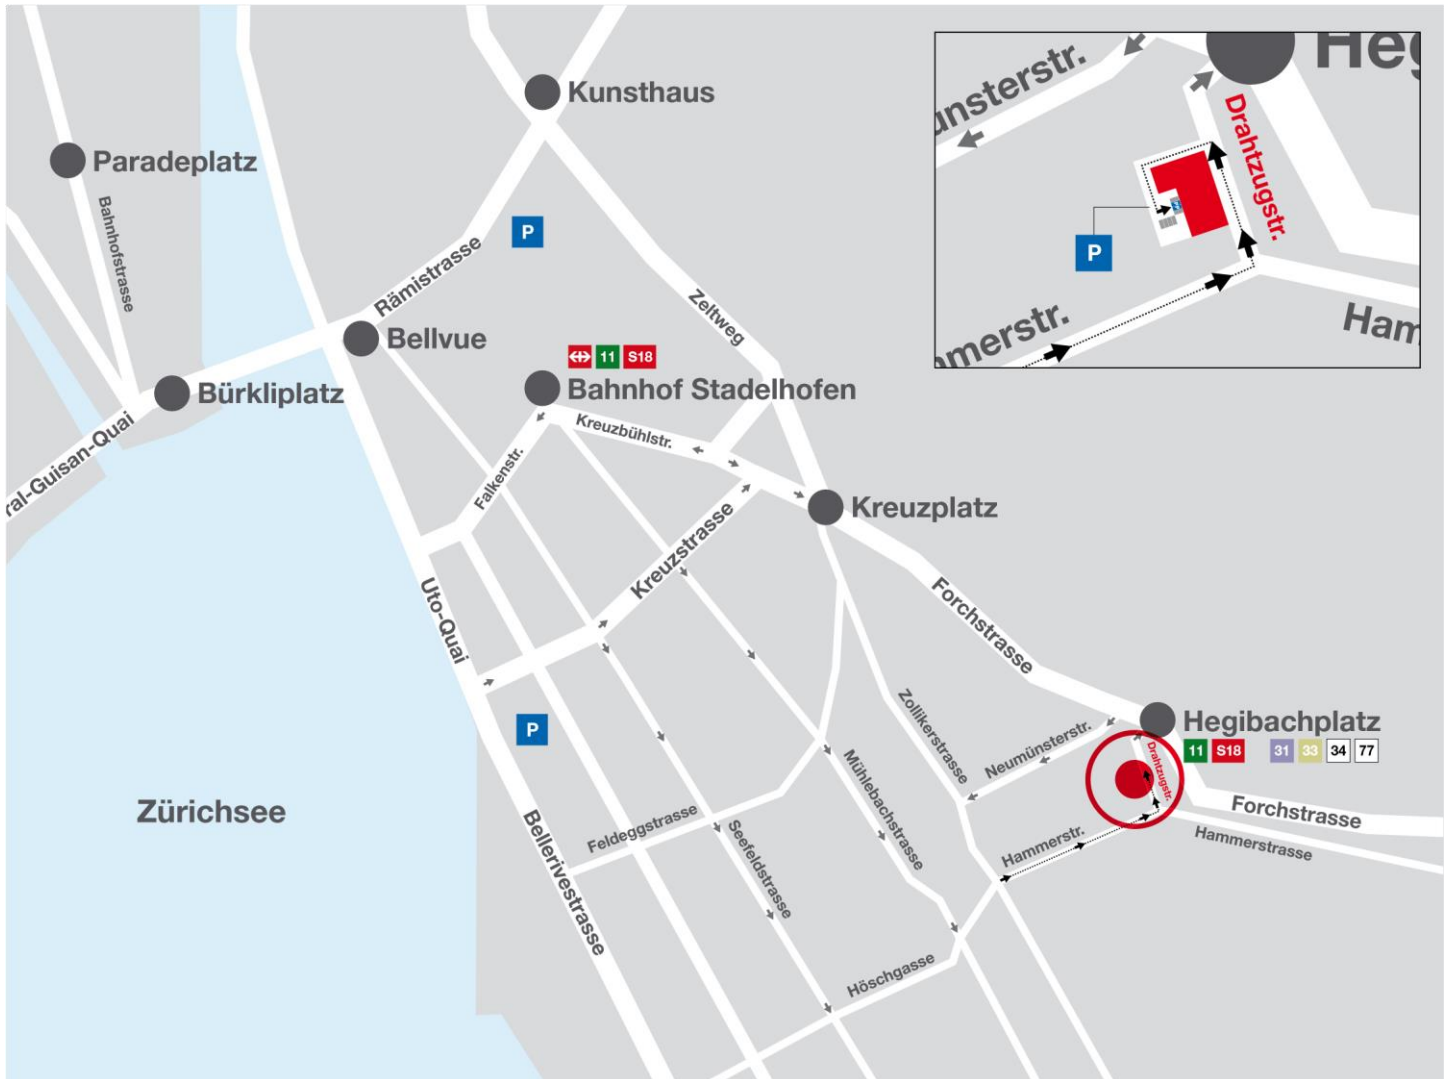 Kunsthaus
Paradeplatz
Bahnhofstrasse
Rämistrasse
P
Zeltweg
Bellvue
11 S18
Bahnhof Stadelhofen
Bürkliplatz
ral-Guisan-Quai
Kreuzbühlstr.
Falkenstr.
Kreuzplatz
Kreuzstrasse
Uto-Quai
Forchstrasse
P
Zollikerstrasse
Neumünsterstr.
Hegibachplatz
11 S18 31 33 34 77
Drahtzugstr.
Mühlebachstrasse
Zürichsee
Feldeggstrasse
Seefeldstrasse
Bellerivestrasse
Hammerstr.
Forchstrasse
Hammerstrasse
Höschgasse
Heg
ünsterstr.
Drahtzugstr.
P
mmerstr.
Ham